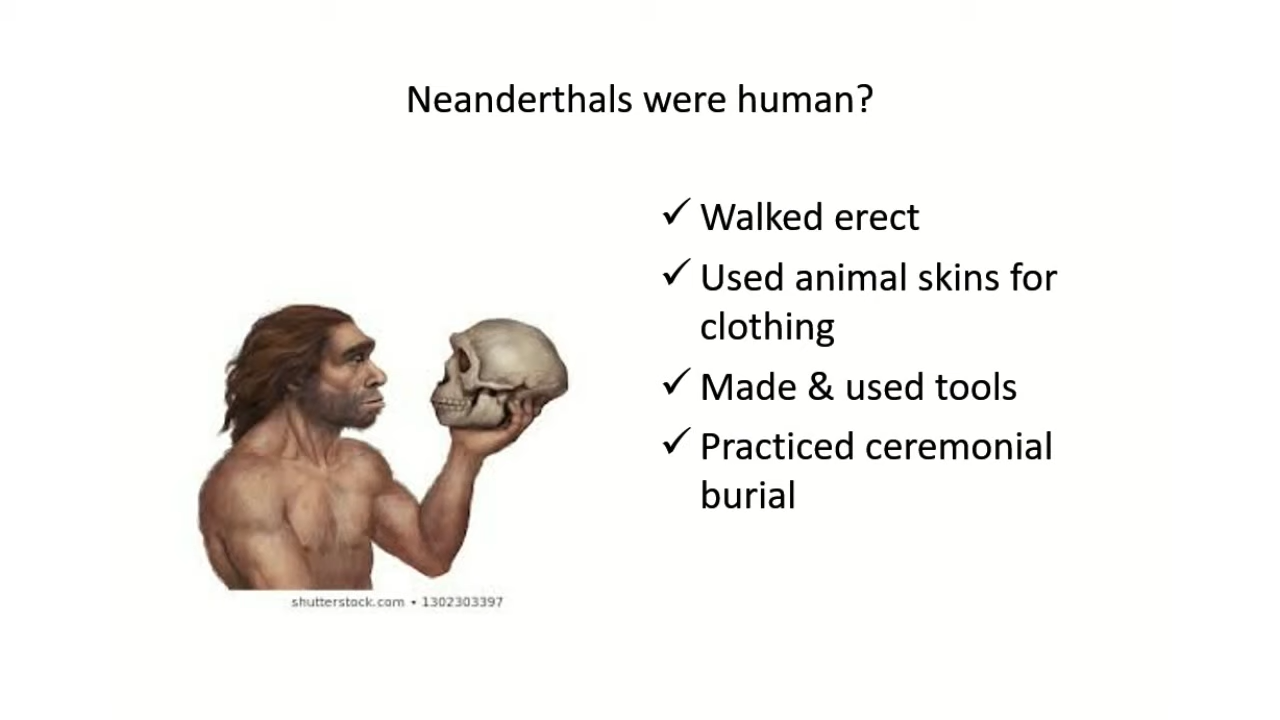 Neanderthals were human?
✓ Walked erect
✓ Used animal skins for
clothing
✓ Made & used tools
✓ Practiced ceremonial
burial
shutterstock.com • 1302303397